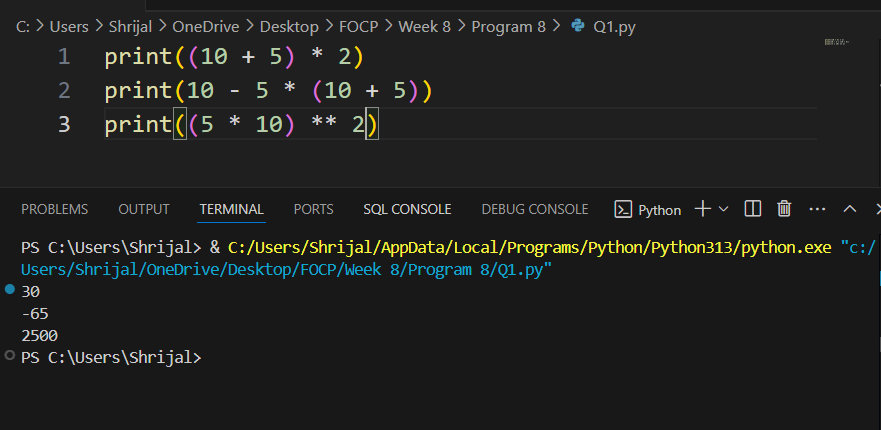 C: > Users > Shrijal > OneDrive > Desktop > FOCP > Week 8 > Program 8 > Q1.py
1 print((10 + 5) * 2)
2 print(10 - 5 * (10 + 5))
3 print((5 * 10) ** 2)
PROBLEMS OUTPUT TERMINAL PORTS SQL CONSOLE DEBUG CONSOLE Python
PS C:\Users\Shrijal> & C:/Users/Shrijal/AppData/Local/Programs/Python/Python313/python.exe "c:/
Users/Shrijal/OneDrive/Desktop/FOCP/Week 8/Program 8/Q1.py"
30
-65
2500
PS C:\Users\Shrijal>